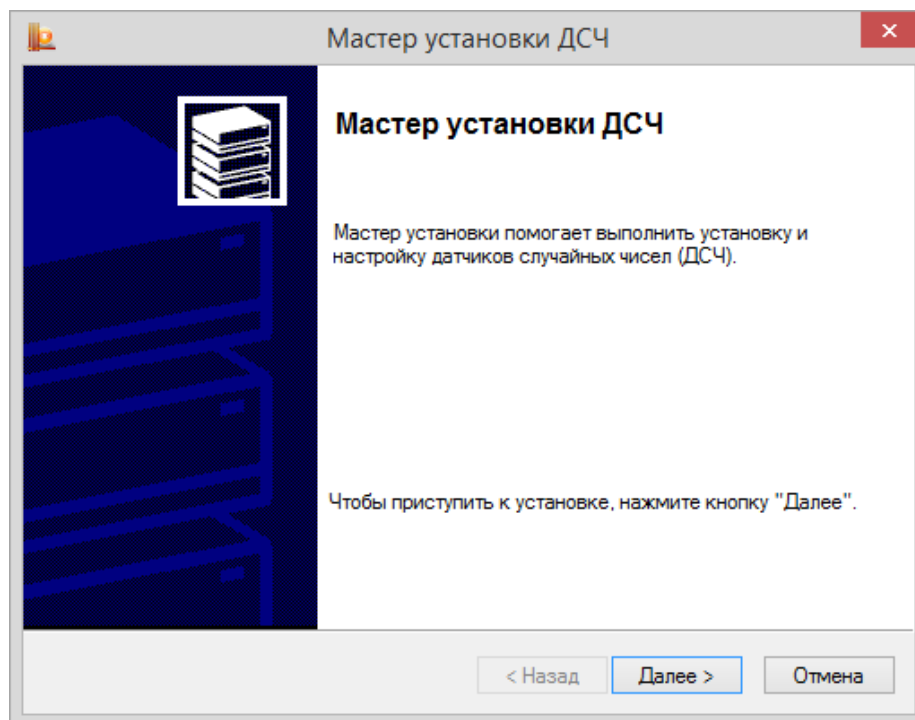 Мастер установки ДСЧ
Мастер установки ДСЧ
Мастер установки помогает выполнить установку и
настройку датчиков случайных чисел (ДСЧ).
Чтобы приступить к установке, нажмите кнопку "Далее".
< Назад Далее > Отмена